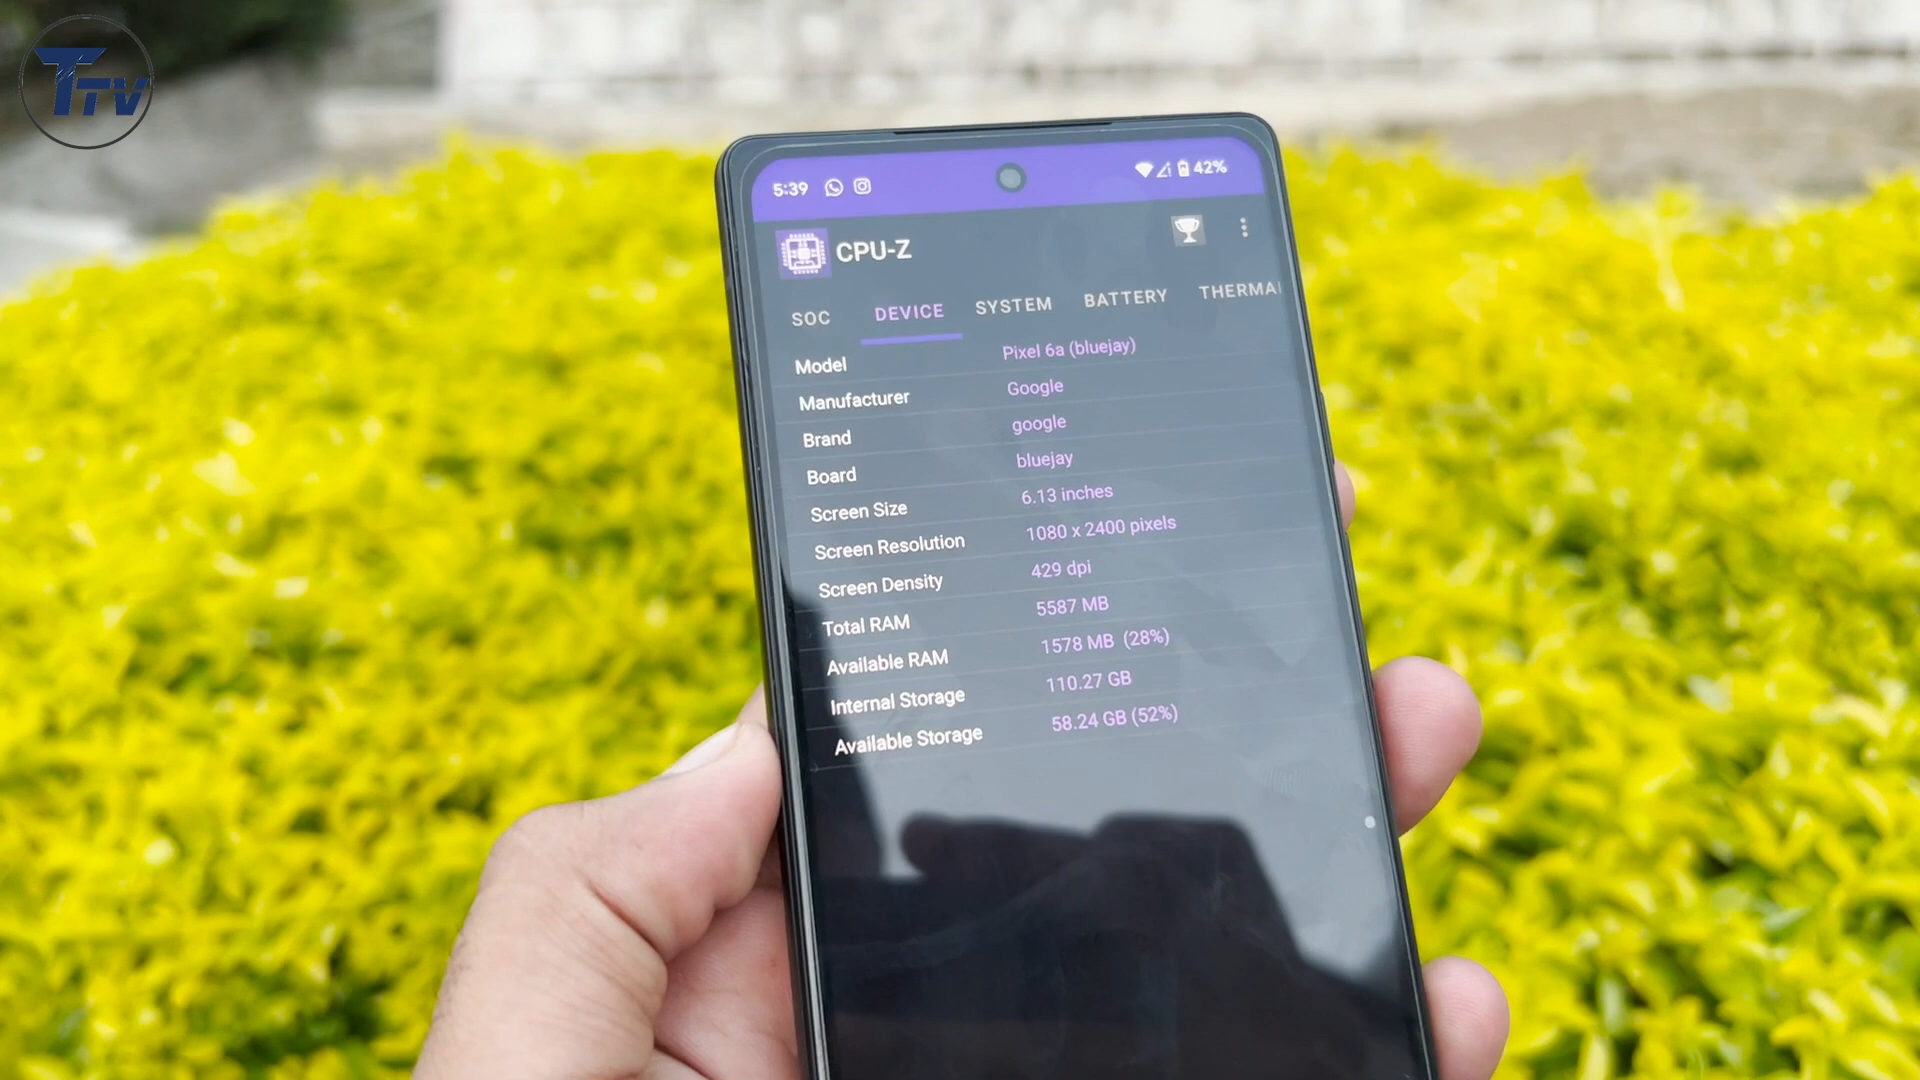 TTV
5:39 42%
CPU-Z
SOC DEVICE SYSTEM BATTERY THERMA
Model Pixel 6a (bluejay)
Manufacturer Google
Brand google
Board bluejay
Screen Size 6.13 inches
Screen Resolution 1080 x 2400 pixels
Screen Density 429 dpi
Total RAM 5587 MB
Available RAM 1578 MB (28%)
Internal Storage 110.27 GB
Available Storage 58.24 GB (52%)